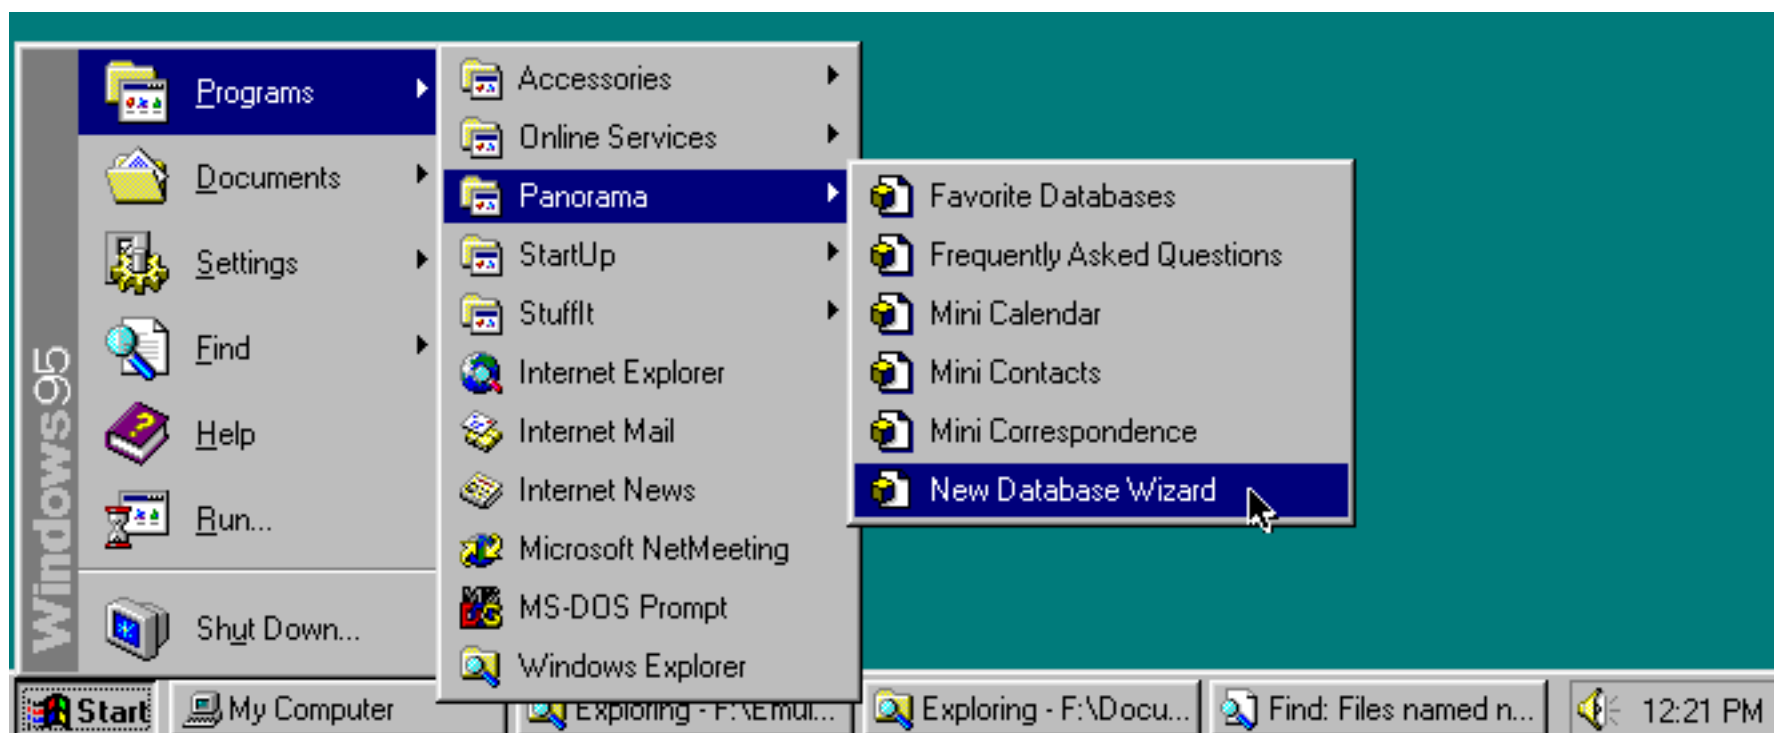 Windows95
Programs
Documents
Settings
Find
Help
Run...
Shut Down...
Accessories
Online Services
Panorama
StartUp
StuffIt
Internet Explorer
Internet Mail
Internet News
Microsoft NetMeeting
MS-DOS Prompt
Windows Explorer
Favorite Databases
Frequently Asked Questions
Mini Calendar
Mini Contacts
Mini Correspondence
New Database Wizard
Start
My Computer
Exploring - F:\Emul...
Exploring - F:\Docu...
Find: Files named n...
12:21 PM